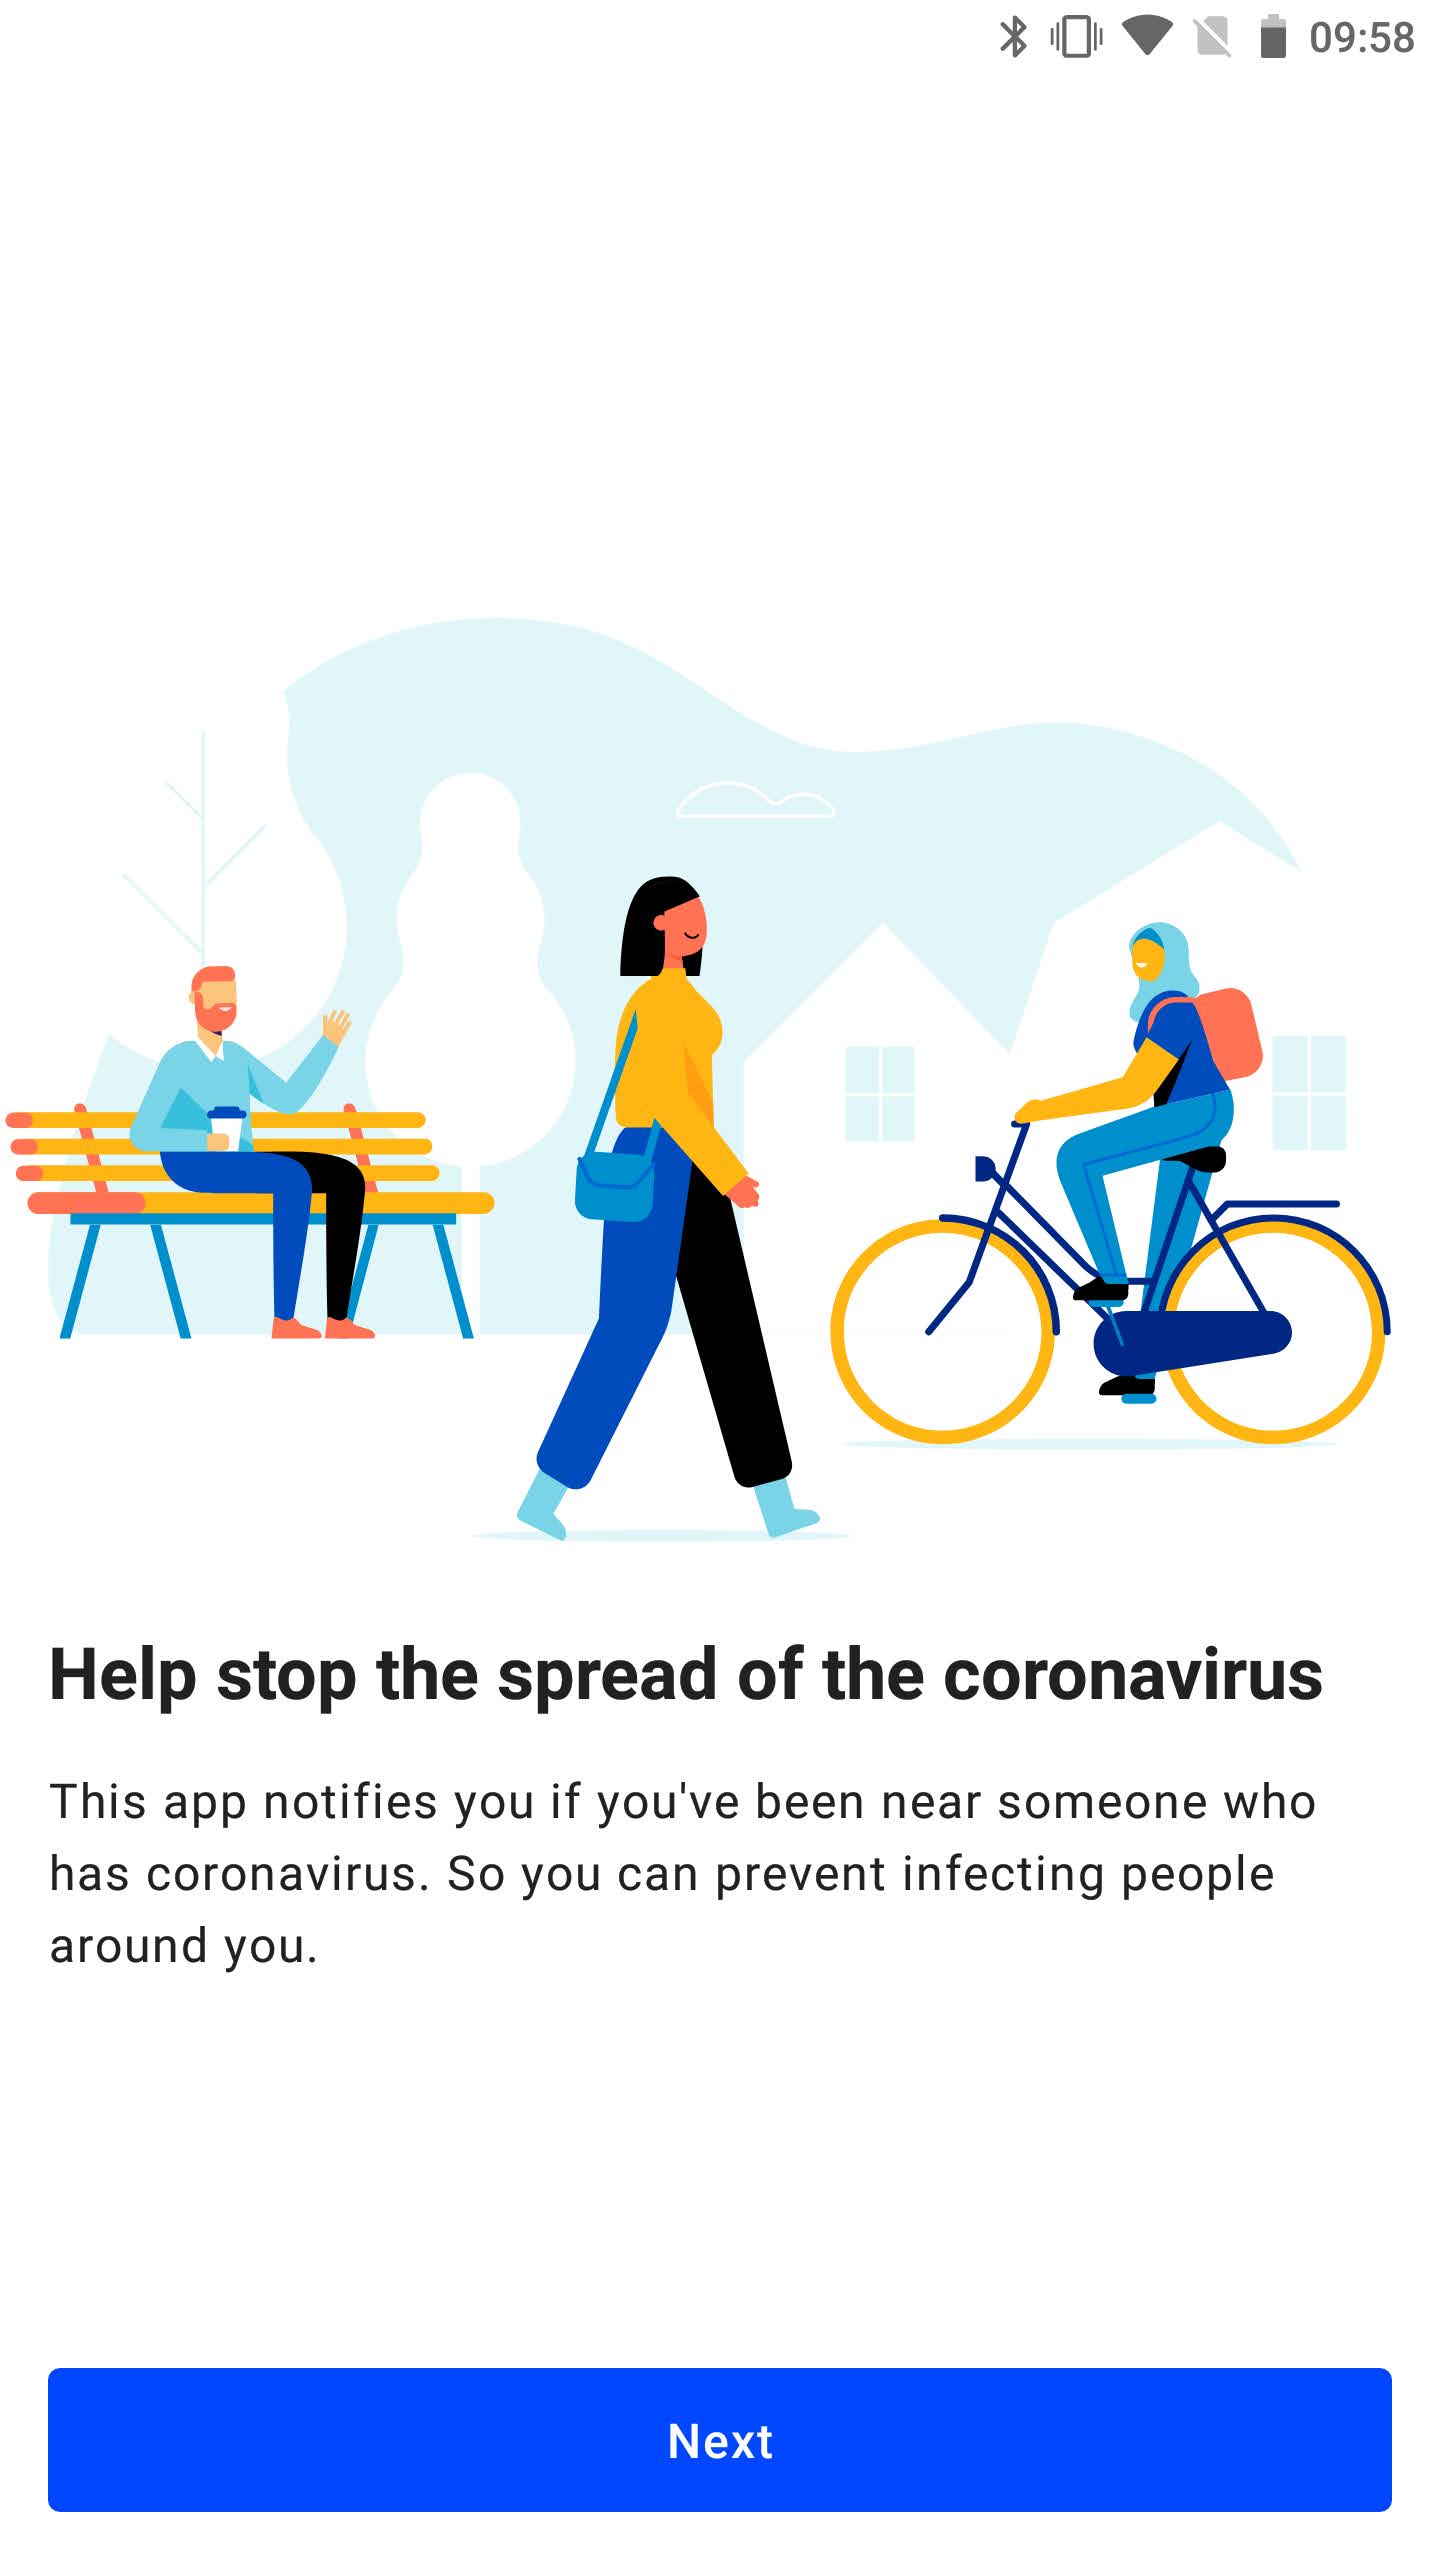 09:58
Help stop the spread of the coronavirus
This app notifies you if you've been near someone who
has coronavirus. So you can prevent infecting people
around you.
Next